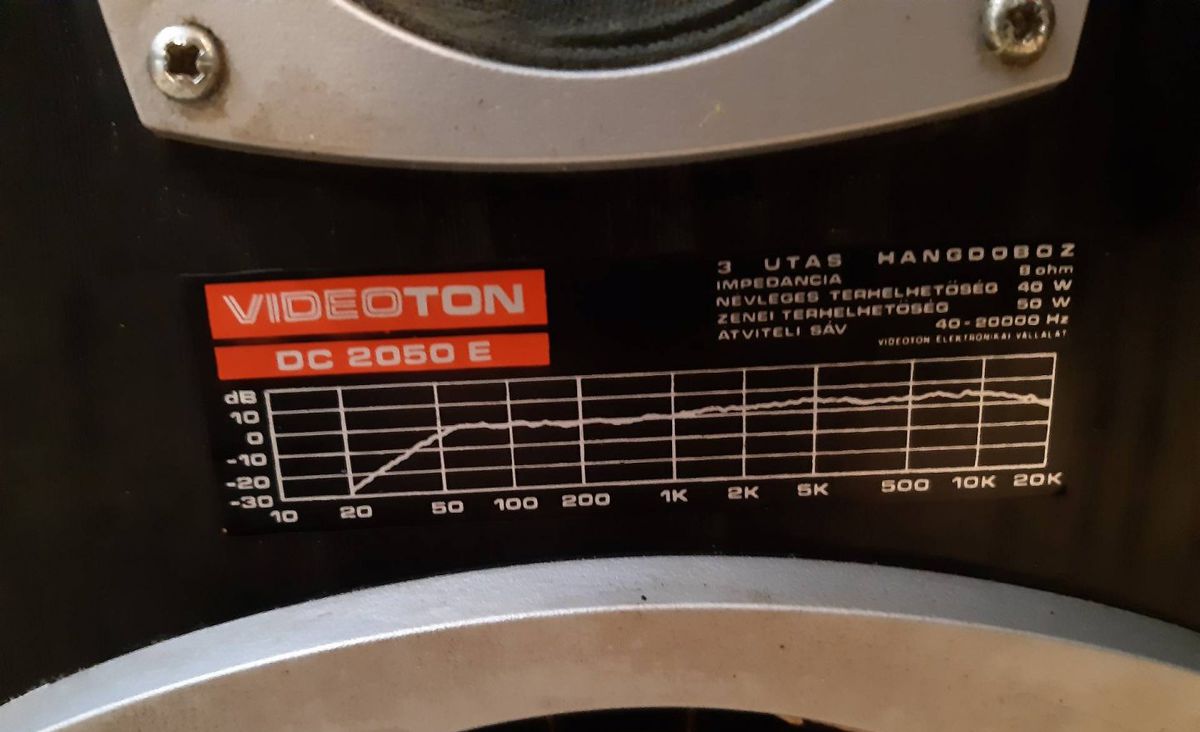 VIDEOTON
DC 2050 E
3 UTAS HANGDOBOZ
IMPEDANCIA 8 ohm
NÉVLEGES TERHELHETŐSÉG 40 W
ZENEI TERHELHETŐSÉG 50 W
ÁTVITELI SÁV 40-20000 Hz
VIDEOTON ELEKTRONIKAI VÁLLALAT
dB
10
0
-10
-20
-30
10 20 50 100 200 1K 2K 5K 500 10K 20K